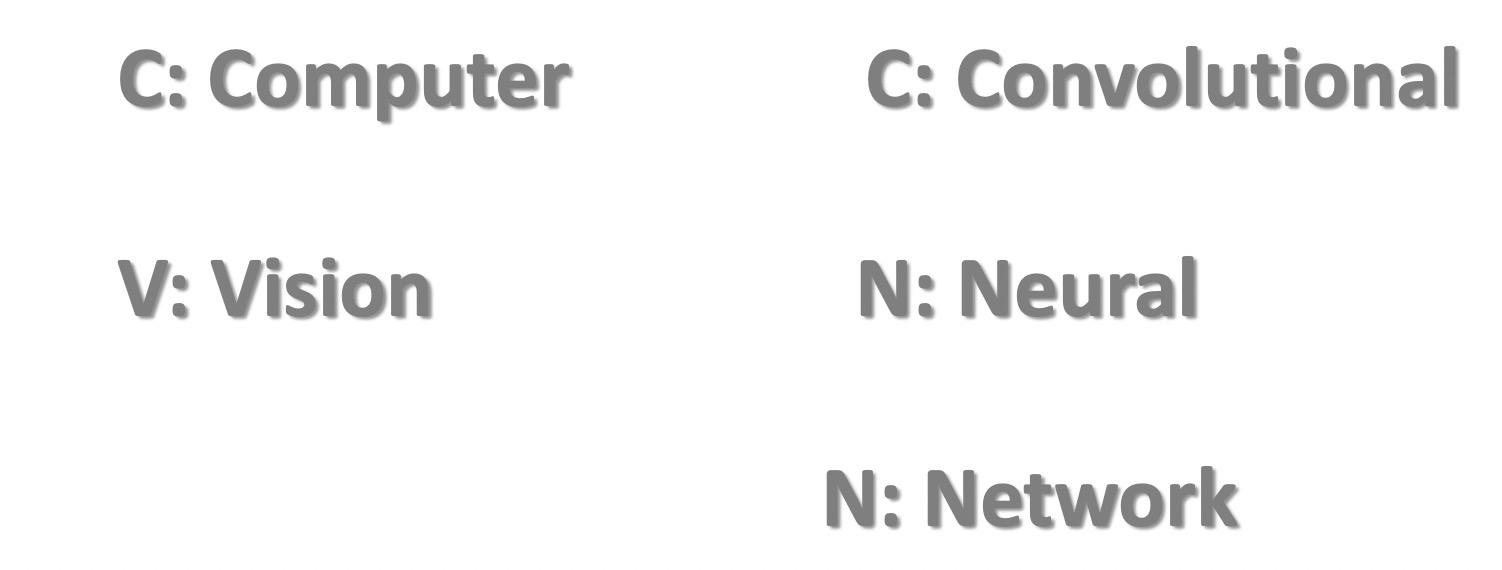 C: Computer
V: Vision
C: Convolutional
N: Neural
N: Network